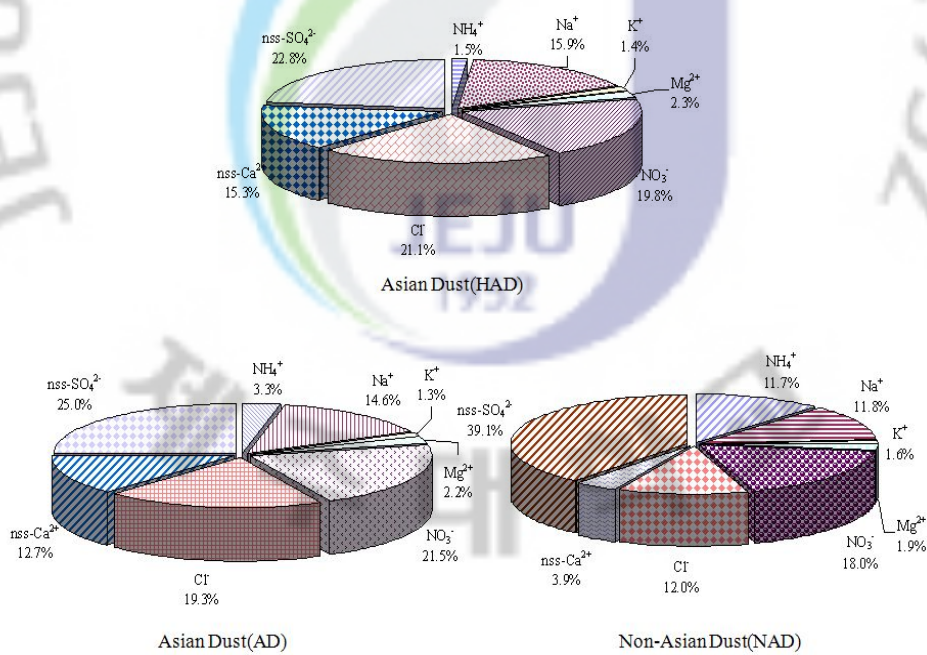 nss-SO₄²⁻
22.8%
NH₄⁺
1.5%
Na⁺
15.9%
K⁺
1.4%
Mg²⁺
2.3%
NO₃⁻
19.8%
Cl⁻
21.1%
nss-Ca²⁺
15.3%
JEJU
1952
Asian Dust(HAD)
nss-SO₄²⁻
25.0%
NH₄⁺
3.3%
Na⁺
14.6%
K⁺
1.3%
Mg²⁺
2.2%
NO₃⁻
21.5%
Cl⁻
19.3%
nss-Ca²⁺
12.7%
Asian Dust(AD)
nss-SO₄²⁻
39.1%
NH₄⁺
11.7%
Na⁺
11.8%
K⁺
1.6%
Mg²⁺
1.9%
NO₃⁻
18.0%
Cl⁻
12.0%
nss-Ca²⁺
3.9%
Non-Asian Dust(NAD)